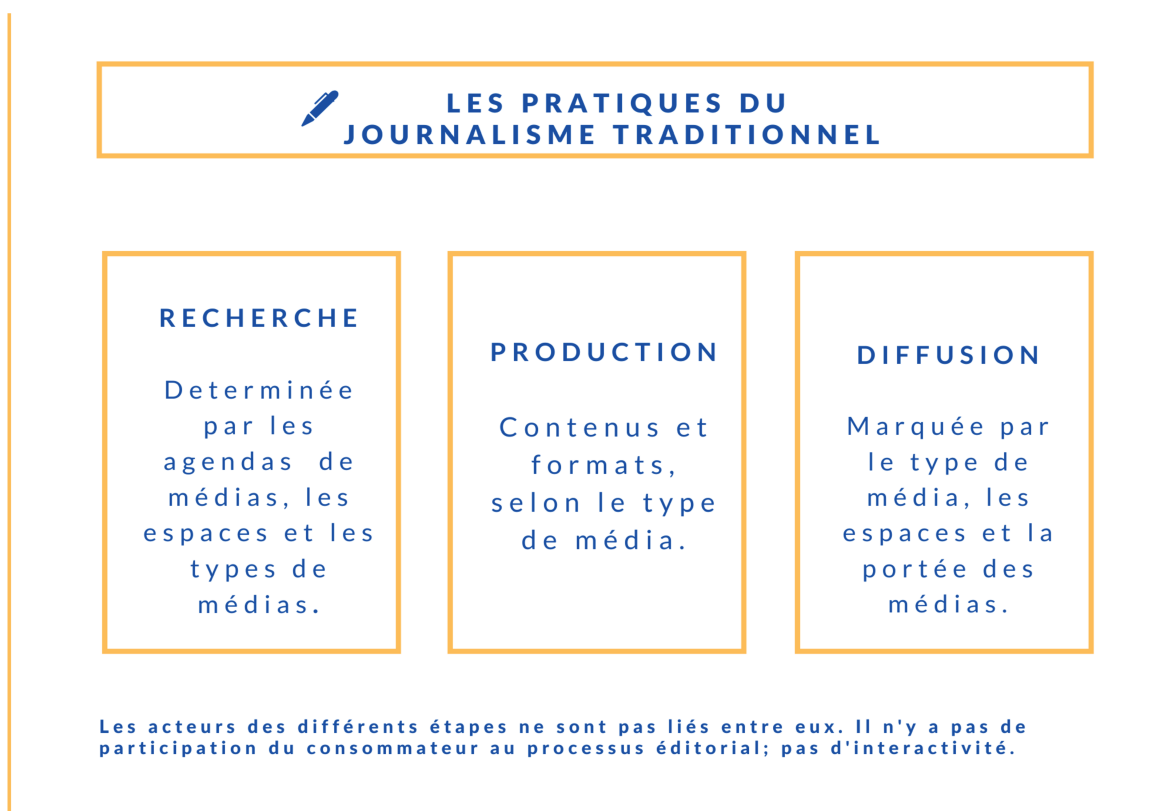 LES PRATIQUES DU
JOURNALISME TRADITIONNEL
RECHERCHE
Determinée
par les
agendas de
médias, les
espaces et les
types de
médias.
PRODUCTION
Contenus et
formats,
selon le type
de média.
DIFFUSION
Marquée par
le type de
média, les
espaces et la
portée des
médias.
Les acteurs des différents étapes ne sont pas liés entre eux. Il n'y a pas de
participation du consommateur au processus éditorial; pas d'interactivité.